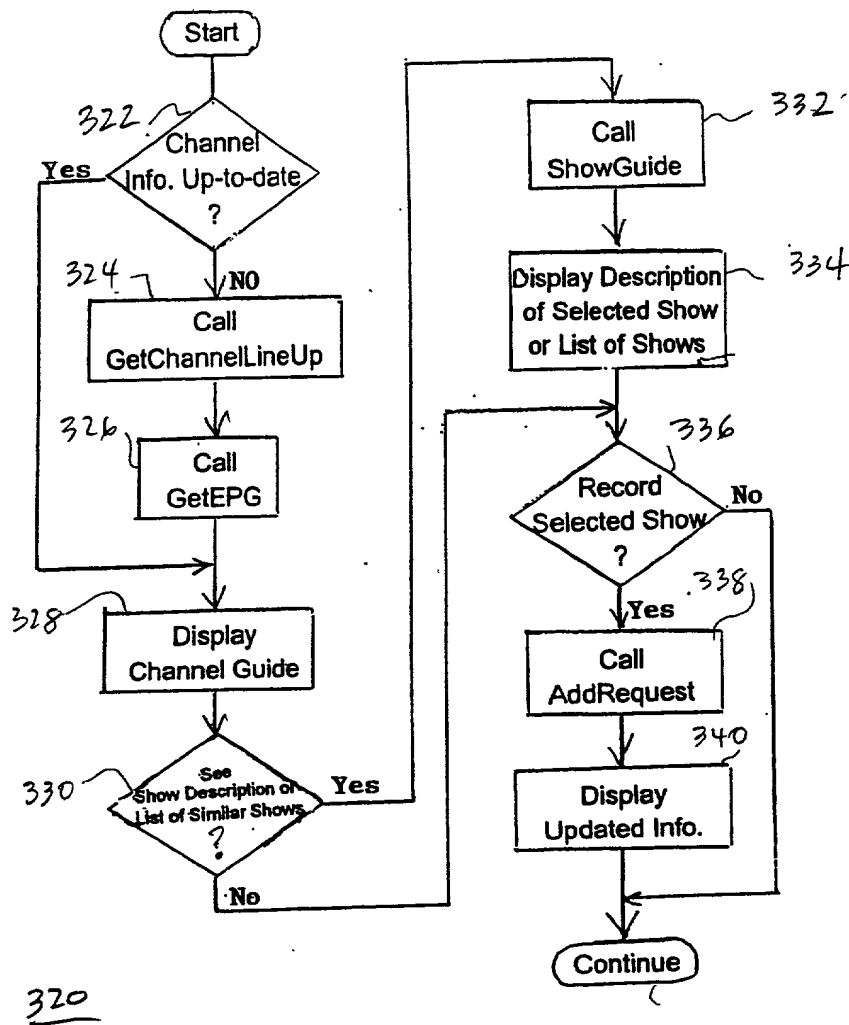 Start
322
Channel
Info. Up-to-date
?
Yes
NO
324
Call
GetChannelLineUp
326
Call
GetEPG
328
Display
Channel Guide
330
See
Show Description or
List of Similar Shows
?
Yes
No
332
Call
ShowGuide
334
Display Description
of Selected Show
or List of Shows
336
Record
Selected Show
?
No
Yes
338
Call
AddRequest
340
Display
Updated Info.
Continue
320